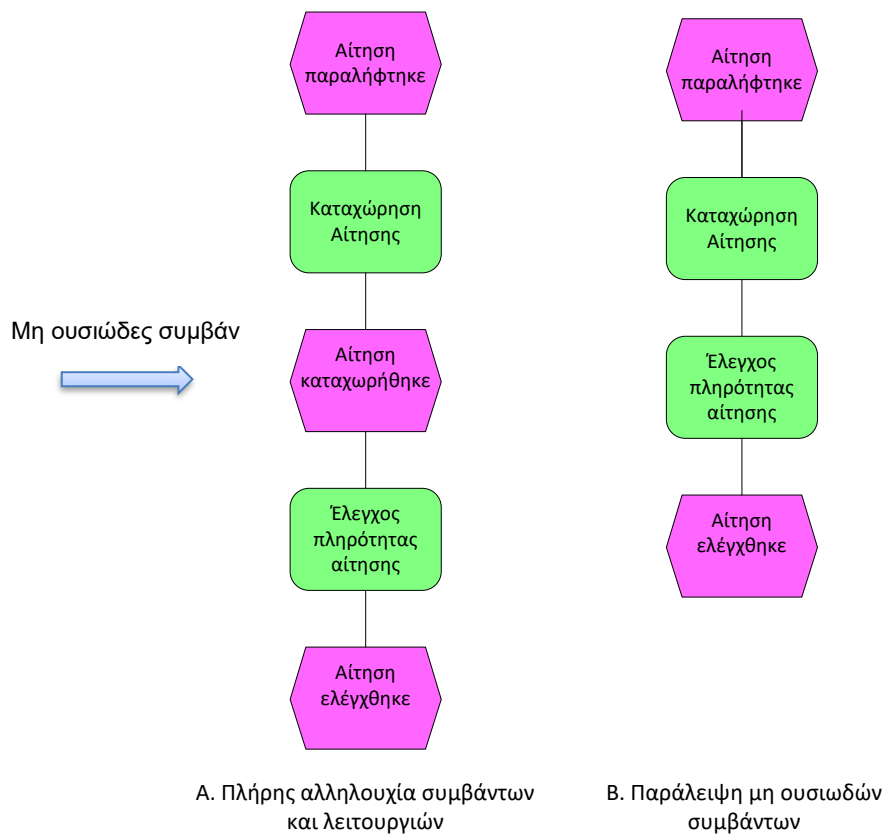 Αίτηση
παραλήφτηκε
Καταχώρηση
Αίτησης
Μη ουσιώδες συμβάν
Αίτηση
καταχωρήθηκε
Έλεγχος
πληρότητας
αίτησης
Αίτηση
ελέγχθηκε
Α. Πλήρης αλληλουχία συμβάντων
και λειτουργιών
Αίτηση
παραλήφτηκε
Καταχώρηση
Αίτησης
Έλεγχος
πληρότητας
αίτησης
Αίτηση
ελέγχθηκε
Β. Παράλειψη μη ουσιωδών
συμβάντων